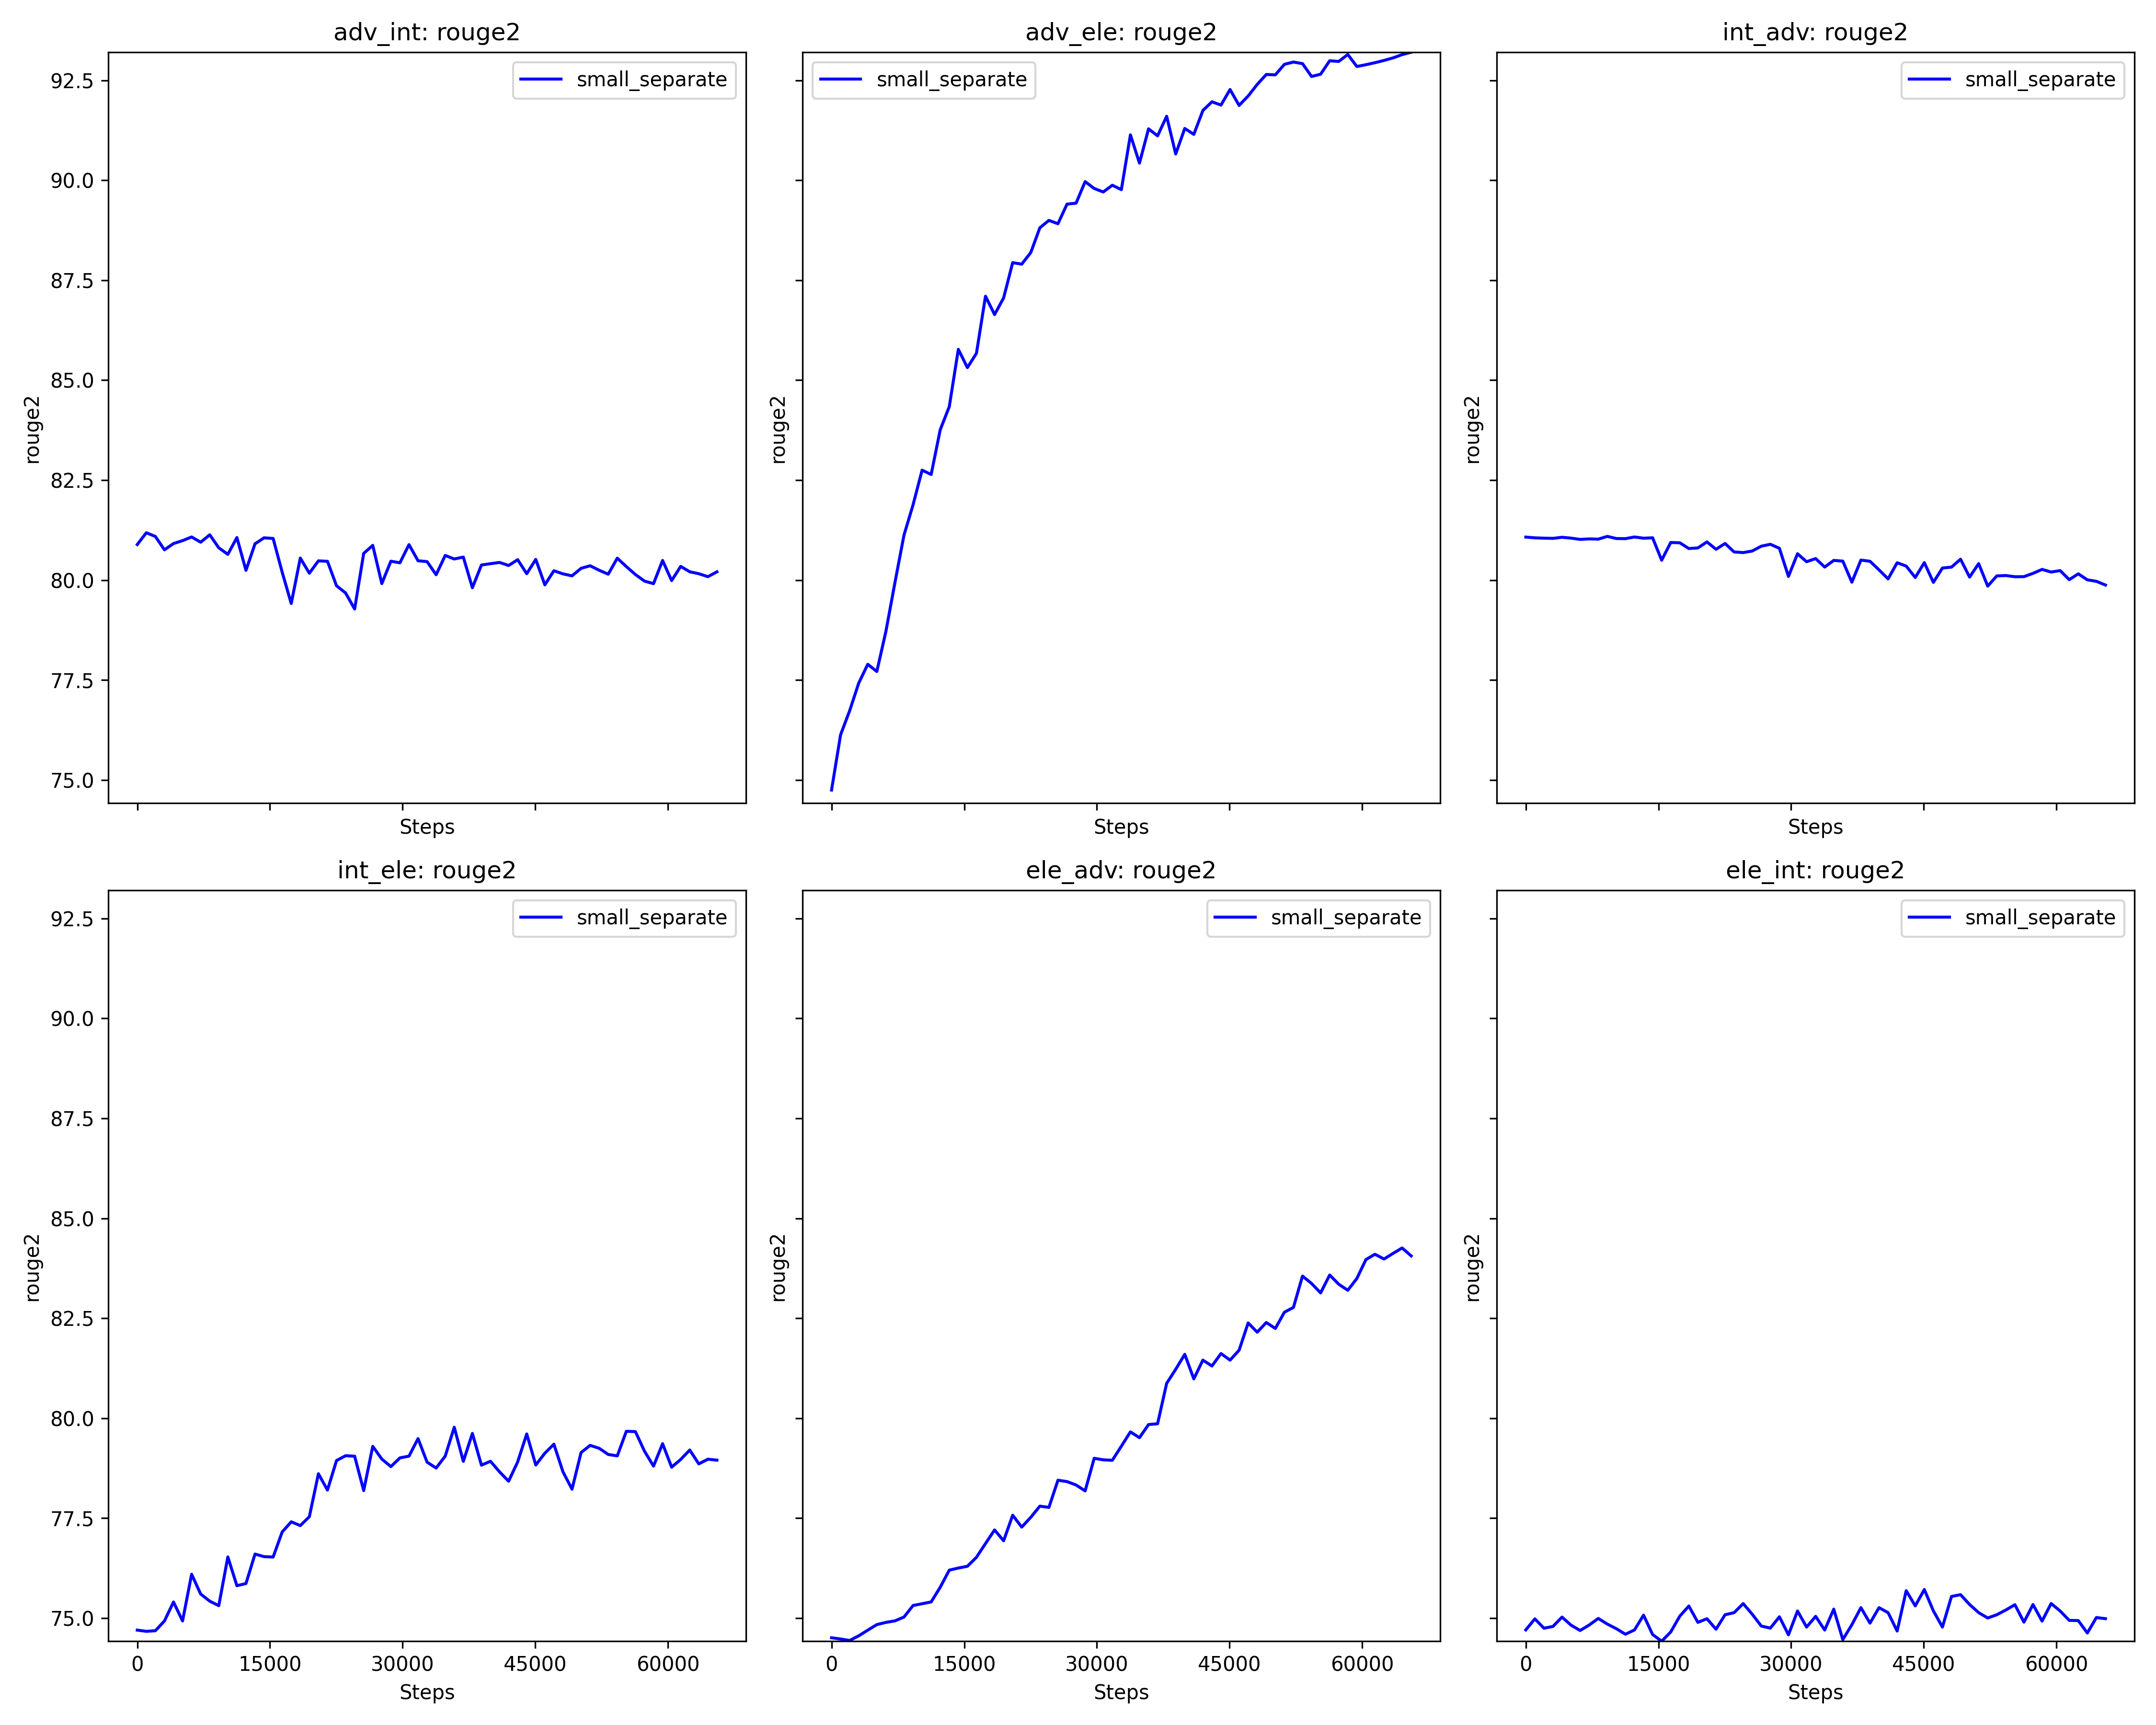 adv_int: rouge2
small_separate
92.5
90.0
87.5
85.0
82.5
80.0
77.5
75.0
rouge2
Steps
adv_ele: rouge2
small_separate
rouge2
Steps
int_adv: rouge2
small_separate
rouge2
Steps
int_ele: rouge2
small_separate
92.5
90.0
87.5
85.0
82.5
80.0
77.5
75.0
rouge2
0 15000 30000 45000 60000
Steps
ele_adv: rouge2
small_separate
rouge2
0 15000 30000 45000 60000
Steps
ele_int: rouge2
small_separate
rouge2
0 15000 30000 45000 60000
Steps